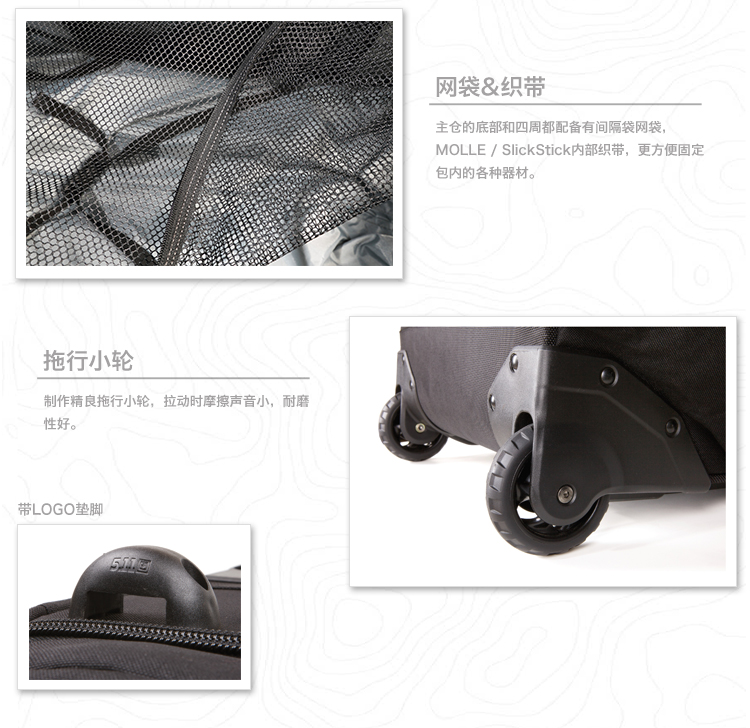 网袋&织带
主仓的底部和四周都配备有间隔袋网袋，
MOLLE / SlickStick内部织带，更方便固定
包内的各种器材。
拖行小轮
制作精良拖行小轮，拉动时摩擦声音小，耐磨
性好。
带LOGO垫脚
5.11